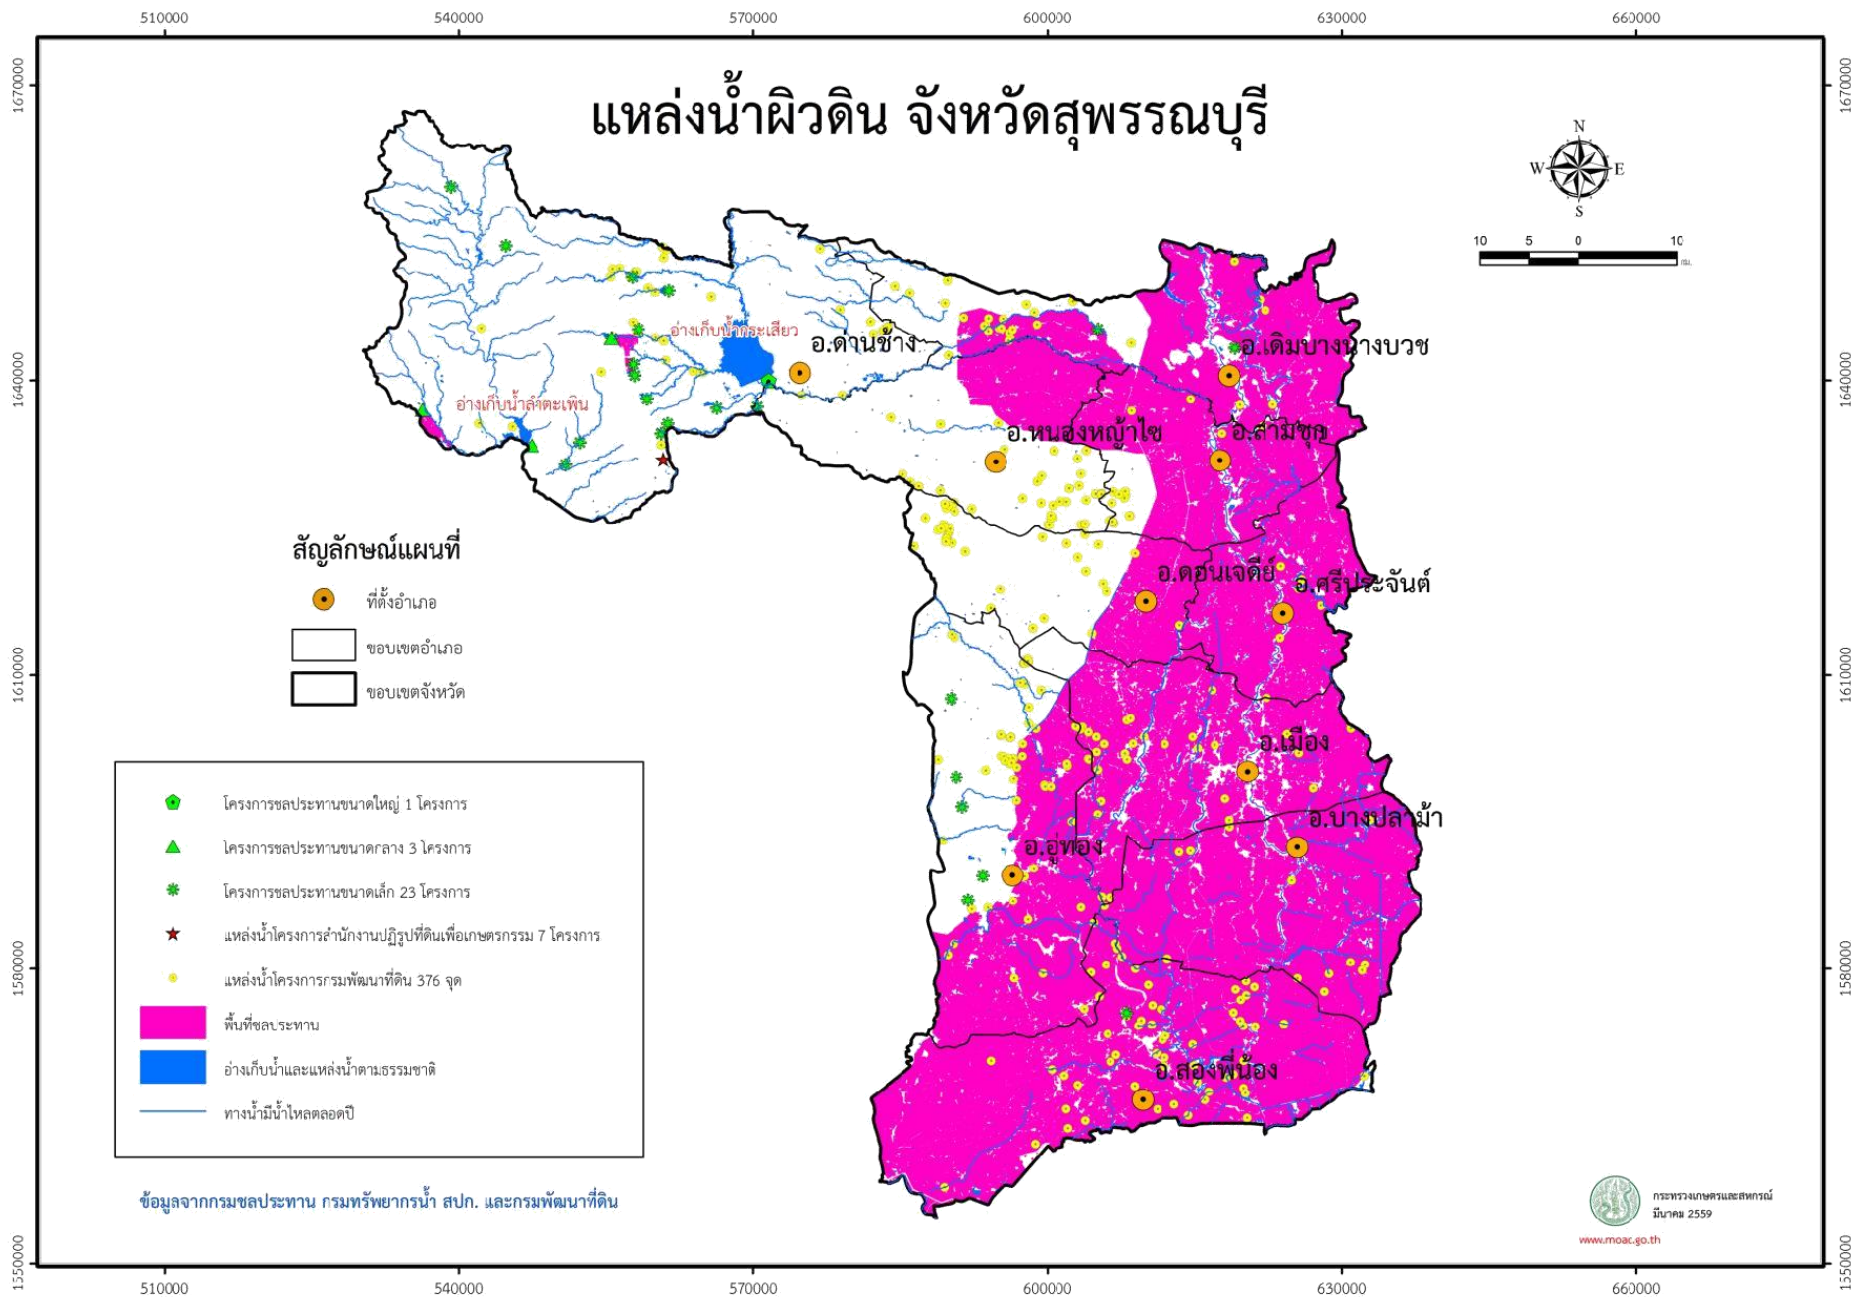 510000 540000 570000 600000 630000 660000
1670000 1670000
แหล่งน้ำผิวดิน จังหวัดสุพรรณบุรี
N
W E
S
10 5 0 10
กม.
อ่างเก็บน้ำกระเสียว
อ.ด่านช้าง
อ.เดิมบางนางบวช
1640000 1640000
อ่างเก็บน้ำลำตะเพิน
อ.หนองหญ้าไซ
อ.สามชุก
สัญลักษณ์แผนที่
ที่ตั้งอำเภอ
ขอบเขตอำเภอ
ขอบเขตจังหวัด
อ.ดอนเจดีย์
อ.ศรีประจันต์
1610000 1610000
อ.เมือง
อ.บางปลาม้า
อ.อู่ทอง
โครงการชลประทานขนาดใหญ่ 1 โครงการ
โครงการชลประทานขนาดกลาง 3 โครงการ
โครงการชลประทานขนาดเล็ก 23 โครงการ
แหล่งน้ำโครงการสำนักงานปฏิรูปที่ดินเพื่อเกษตรกรรม 7 โครงการ
แหล่งน้ำโครงการกรมพัฒนาที่ดิน 376 จุด
พื้นที่ชลประทาน
อ่างเก็บน้ำและแหล่งน้ำตามธรรมชาติ
ทางน้ำมีน้ำไหลตลอดปี
1580000 1580000
อ.สองพี่น้อง
ข้อมูลจากกรมชลประทาน กรมทรัพยากรน้ำ สปก. และกรมพัฒนาที่ดิน
กระทรวงเกษตรและสหกรณ์
มีนาคม 2559
www.moac.go.th
1550000 1550000
510000 540000 570000 600000 630000 660000